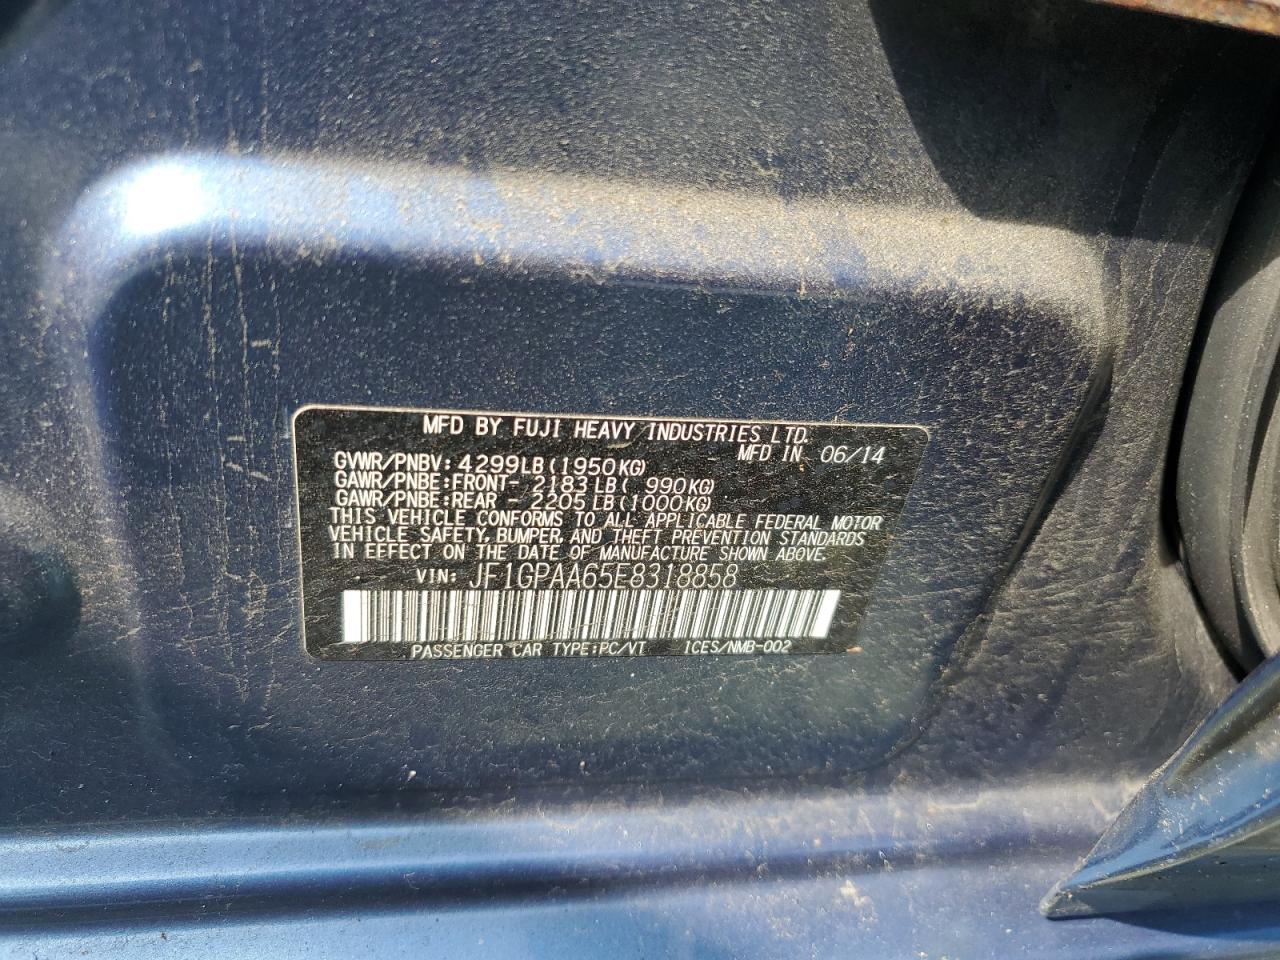 MFD BY FUJI HEAVY INDUSTRIES LTD.
MFD IN 06/14
GVWR/PNBV: 4299LB(1950KG)
GAWR/PNBE:FRONT- 2183LB( 990KG)
GAWR/PNBE:REAR - 2205LB(1000KG)
THIS VEHICLE CONFORMS TO ALL APPLICABLE FEDERAL MOTOR
VEHICLE SAFETY, BUMPER, AND THEFT PREVENTION STANDARDS
IN EFFECT ON THE DATE OF MANUFACTURE SHOWN ABOVE.
VIN: JF1GPAA65E8318858
PASSENGER CAR TYPE:PC/VT ICES/NMB-002